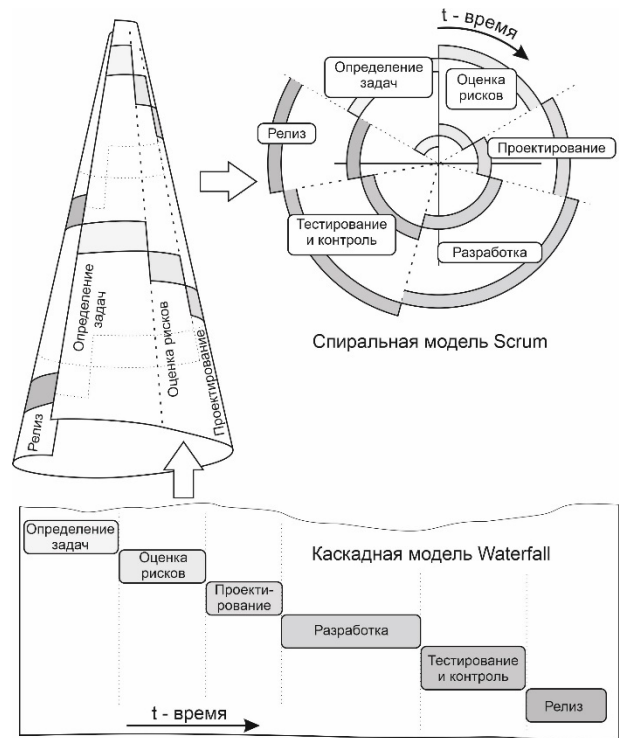 t - время
Определение
задач
Оценка
рисков
Релиз
Проектирование
Тестирование
и контроль
Разработка
Спиральная модель Scrum
Определение
задач
Оценка рисков
Проектирование
Релиз
Определение
задач
Каскадная модель Waterfall
Оценка
рисков
Проекти-
рование
Разработка
Тестирование
и контроль
Релиз
t - время